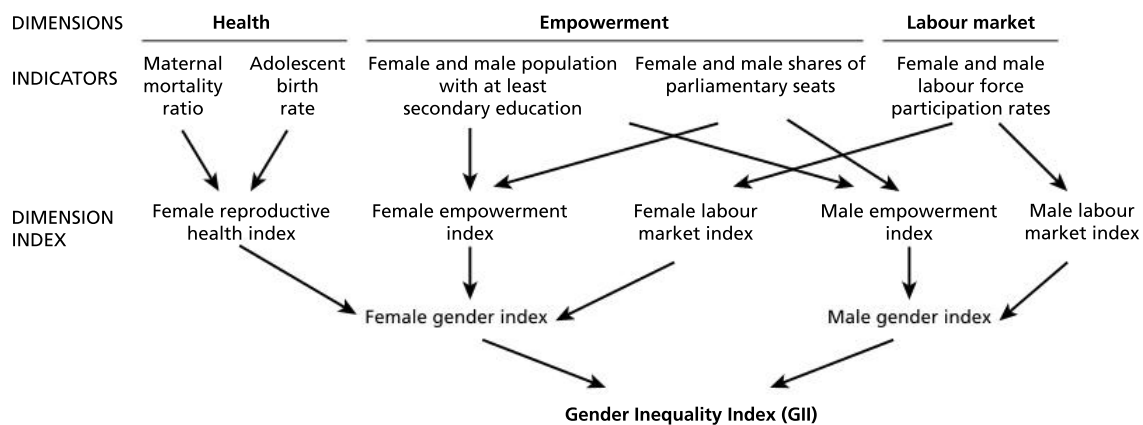 DIMENSIONS
Health
Empowerment
Labour market
INDICATORS
Maternal
mortality
ratio
Adolescent
birth
rate
Female and male population
with at least
secondary education
Female and male shares of
parliamentary seats
Female and male
labour force
participation rates
DIMENSION
INDEX
Female reproductive
health index
Female empowerment
index
Female labour
market index
Male empowerment
index
Male labour
market index
Female gender index
Male gender index
Gender Inequality Index (GII)